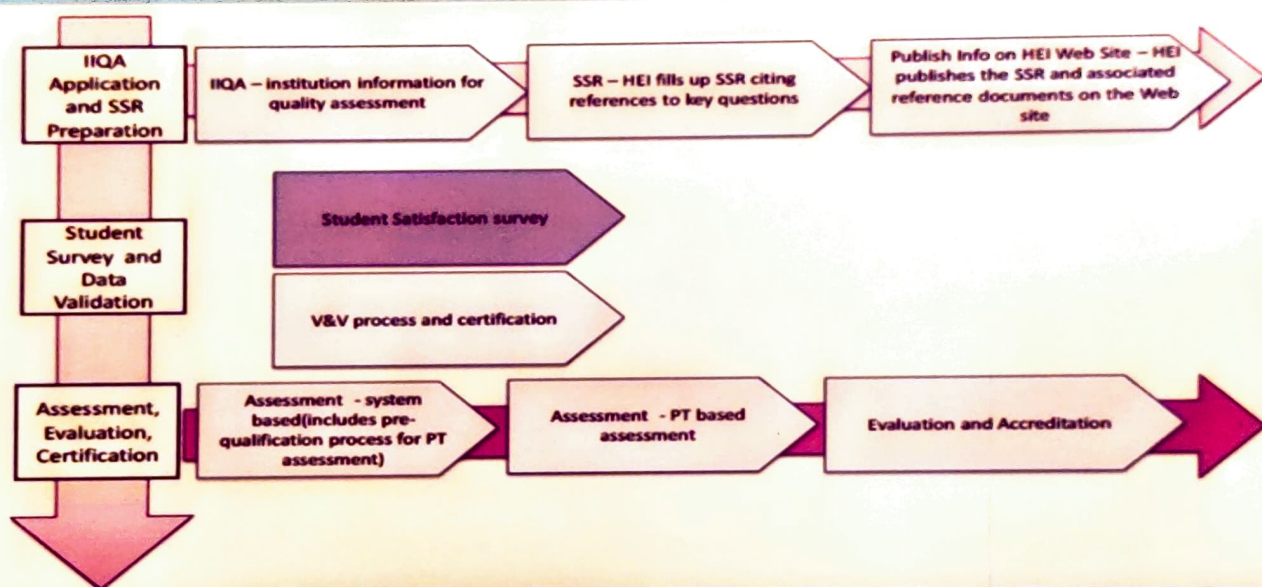 IIQA
Application
and SSR
Preparation
IIQA – institution information for
quality assessment
SSR – HEI fills up SSR citing
references to key questions
Publish Info on HEI Web Site – HEI
publishes the SSR and associated
reference documents on the Web
site
Student
Survey and
Data
Validation
Student Satisfaction survey
V&V process and certification
Assessment,
Evaluation,
Certification
Assessment - system
based(includes pre-
qualification process for PT
assessment)
Assessment - PT based
assessment
Evaluation and Accreditation